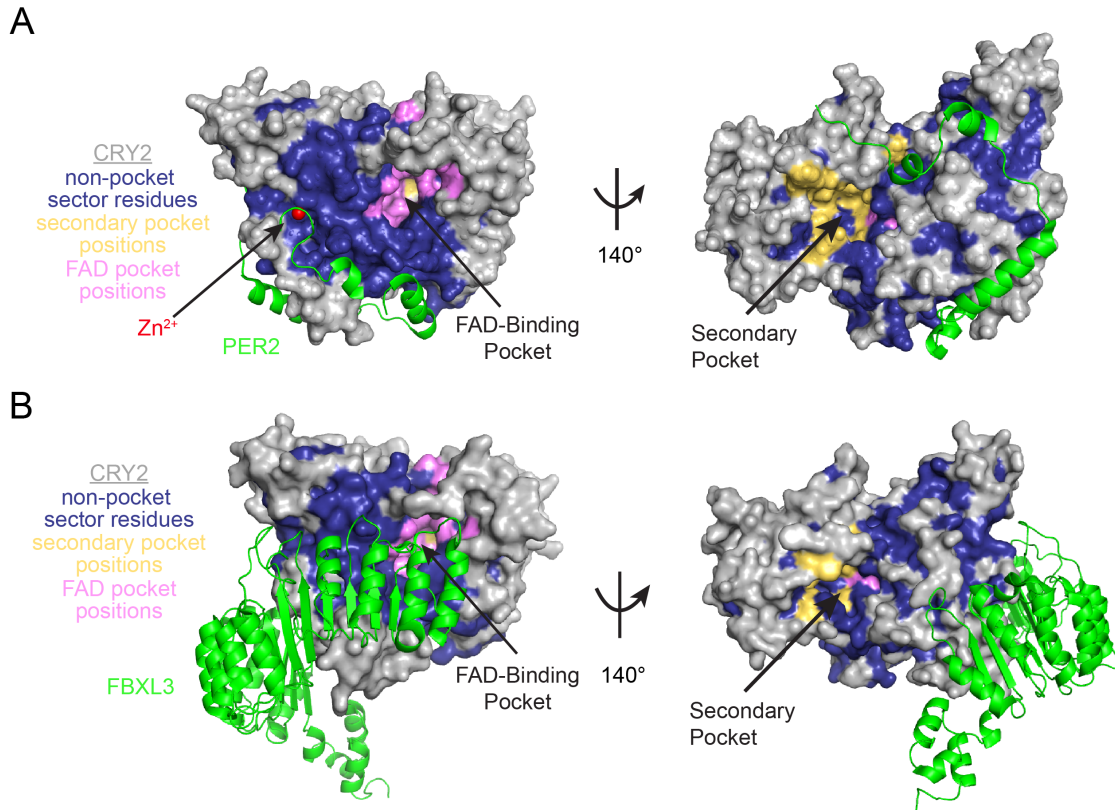 A
CRY2
non-pocket
sector residues
secondary pocket
positions
FAD pocket
positions
Zn2+
PER2
FAD-Binding
Pocket
140°
Secondary
Pocket
B
CRY2
non-pocket
sector residues
secondary pocket
positions
FAD pocket
positions
FBXL3
FAD-Binding
Pocket
140°
Secondary
Pocket